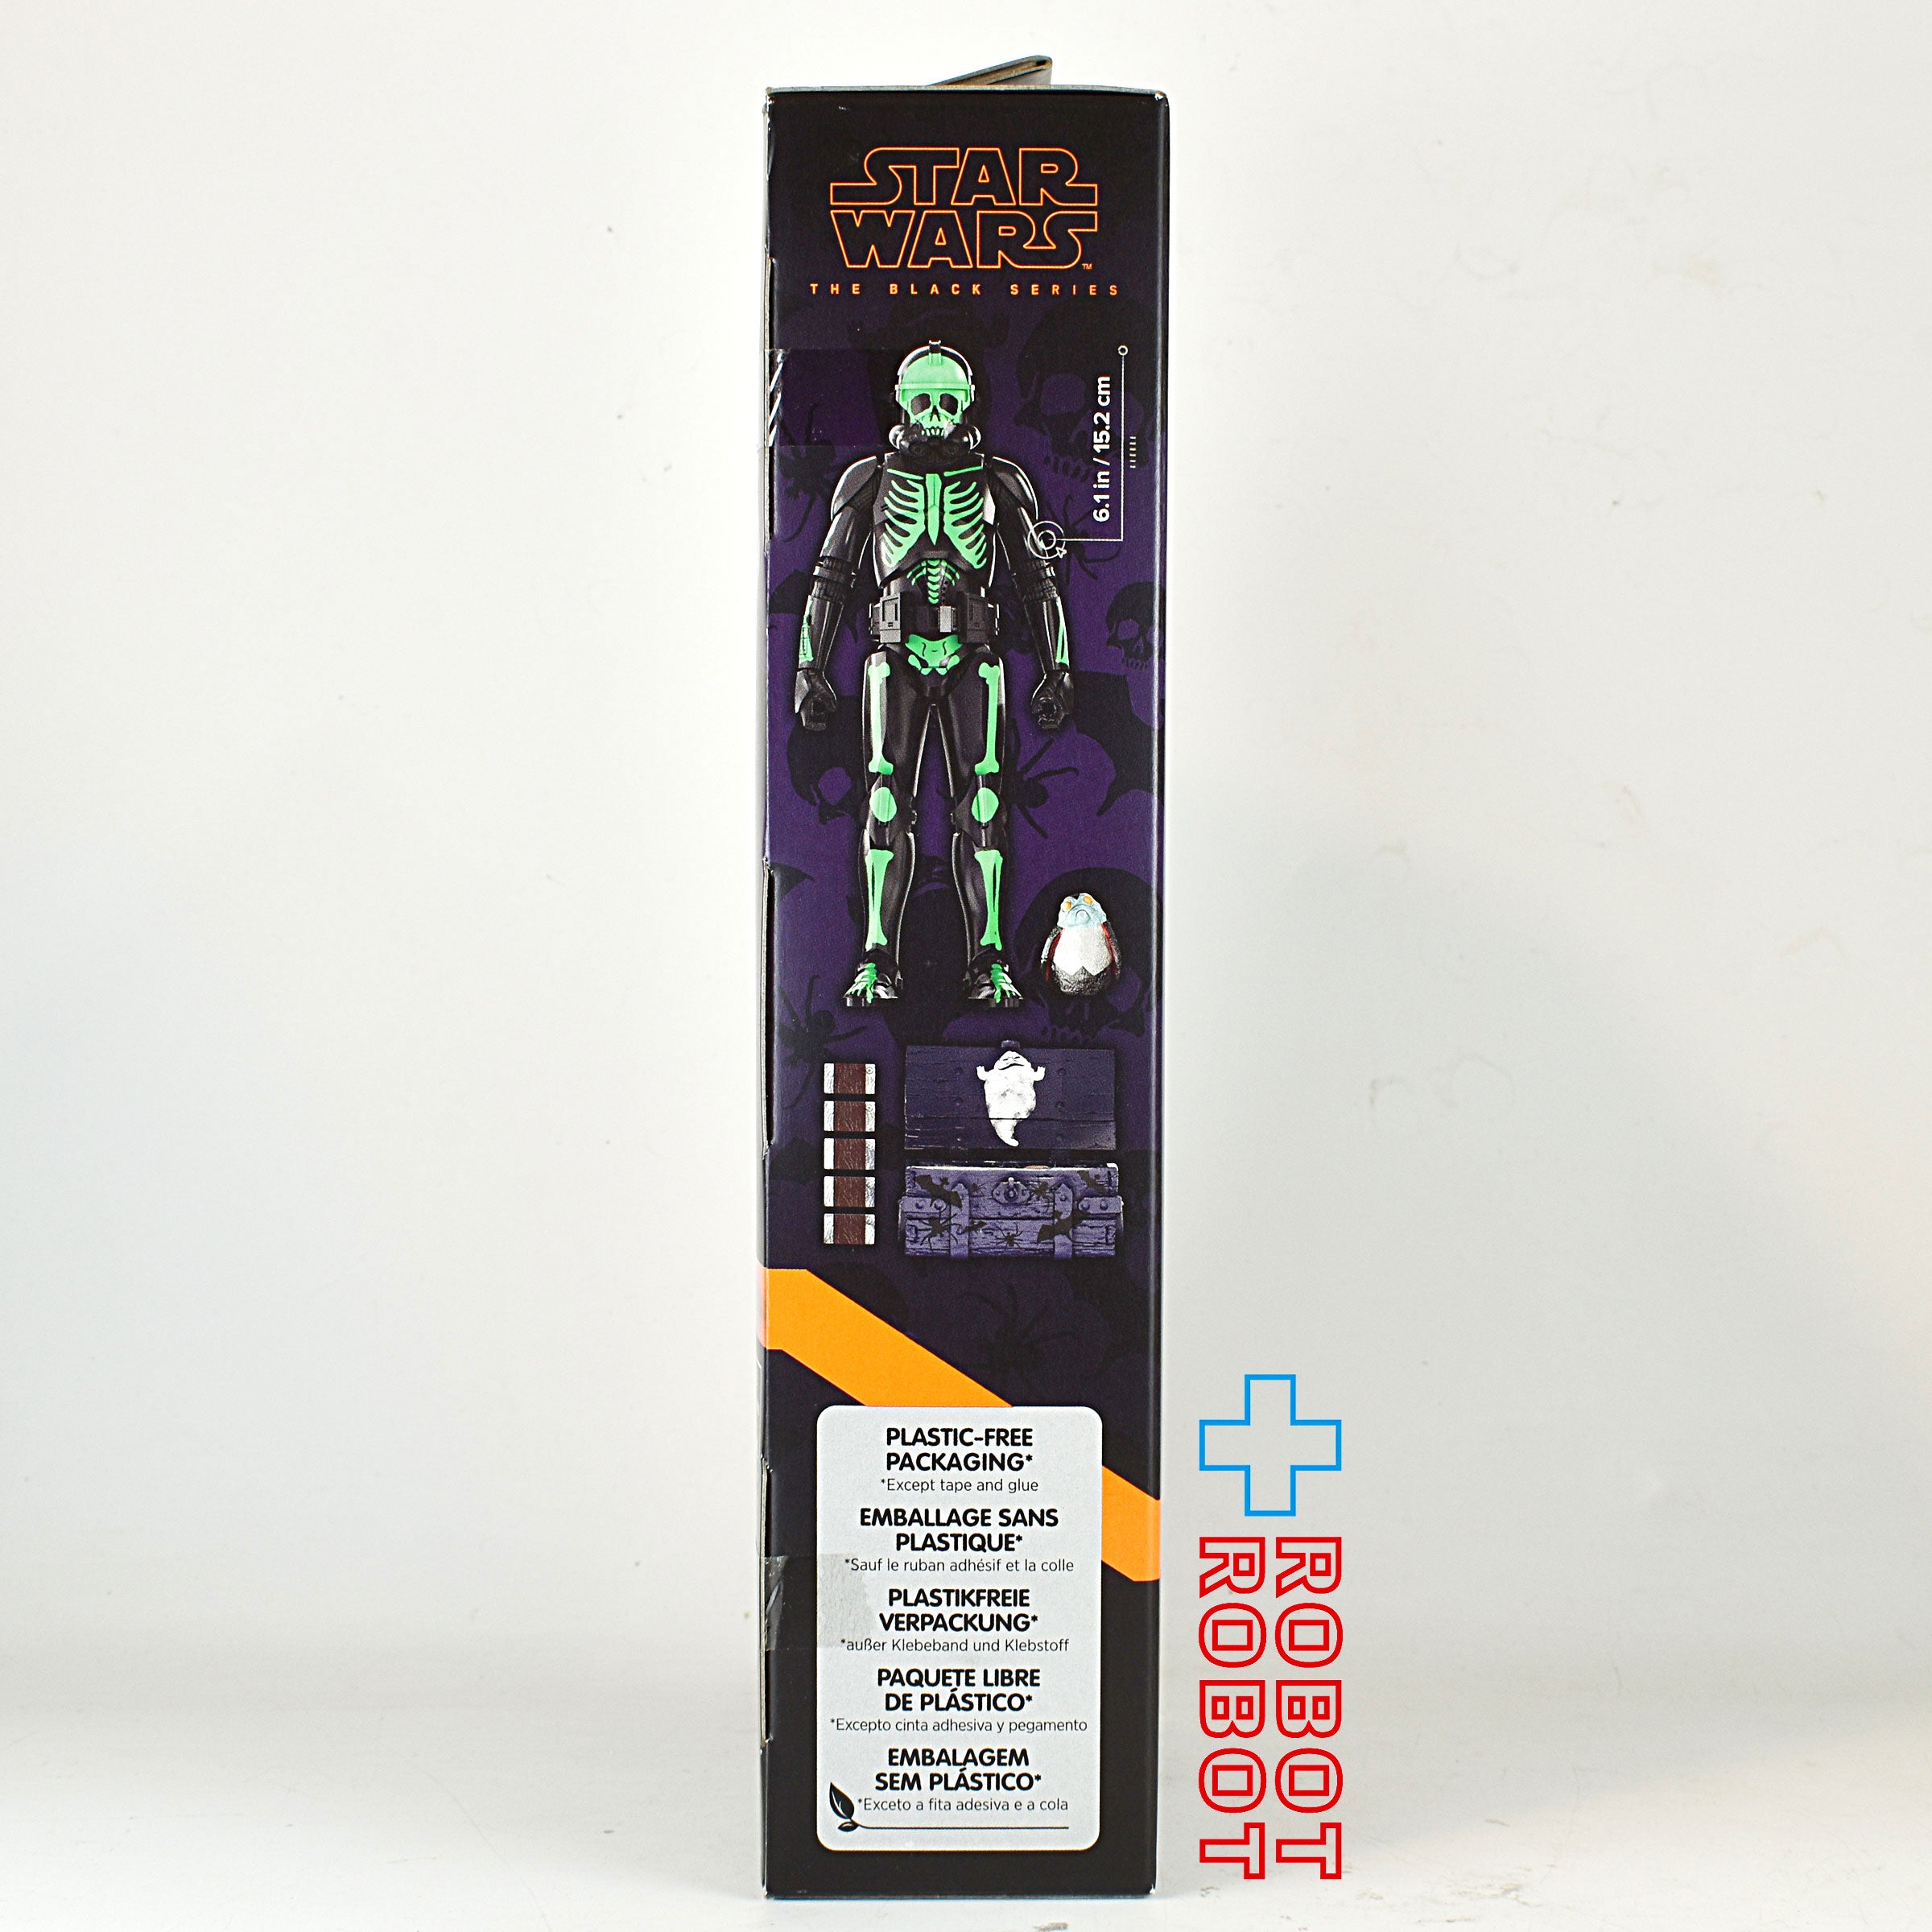 STAR
WARS™
THE BLACK SERIES
6.1 in / 15.2 cm
PLASTIC-FREE
PACKAGING*
*Except tape and glue
EMBALLAGE SANS
PLASTIQUE*
*Sauf le ruban adhésif et la colle
PLASTIKFREIE
VERPACKUNG*
*außer Klebeband und Klebstoff
PAQUETE LIBRE
DE PLÁSTICO*
*Excepto cinta adhesiva y pegamento
EMBALAGEM
SEM PLÁSTICO*
*Exceto a fita adesiva e a cola
ROBOT
ROBOT